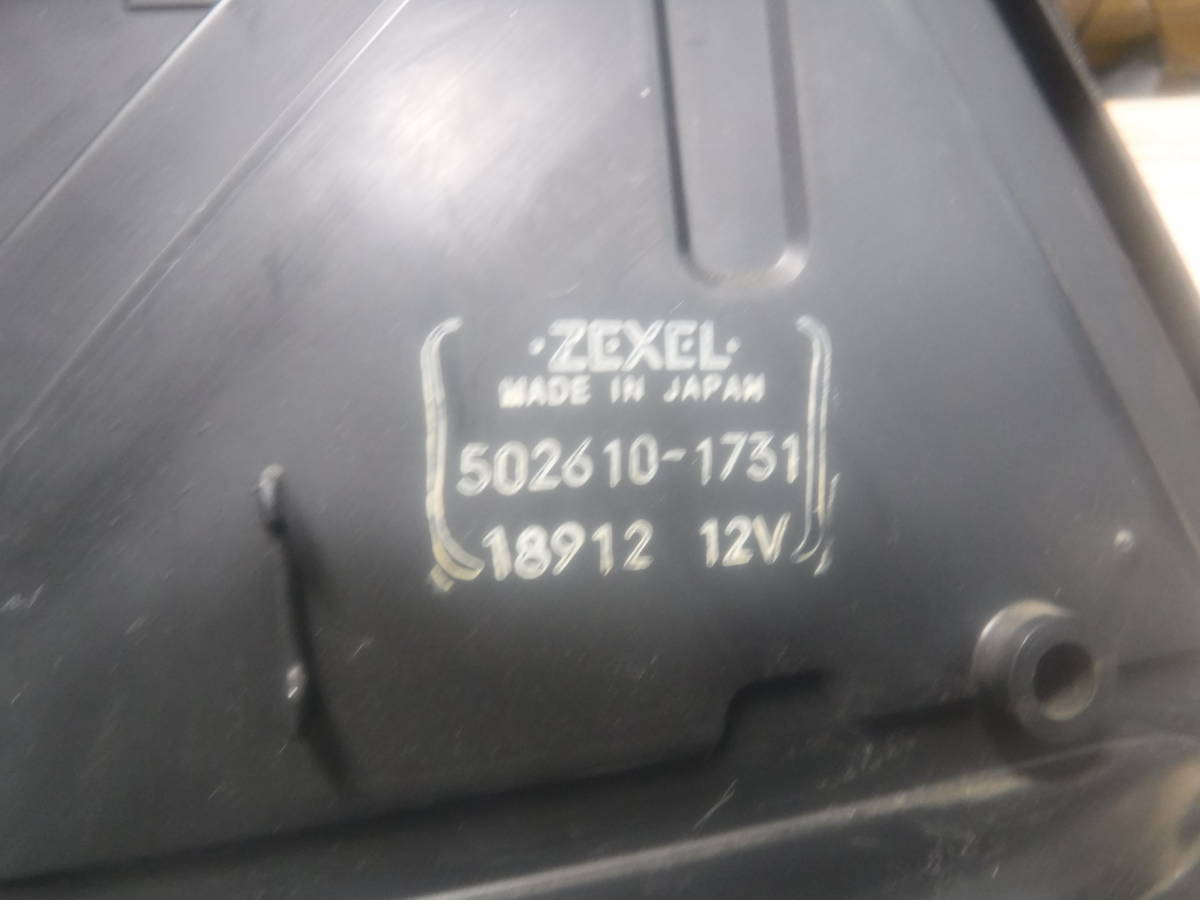 ·ZEXEL·
MADE IN JAPAN
502610-1731
18912 12V